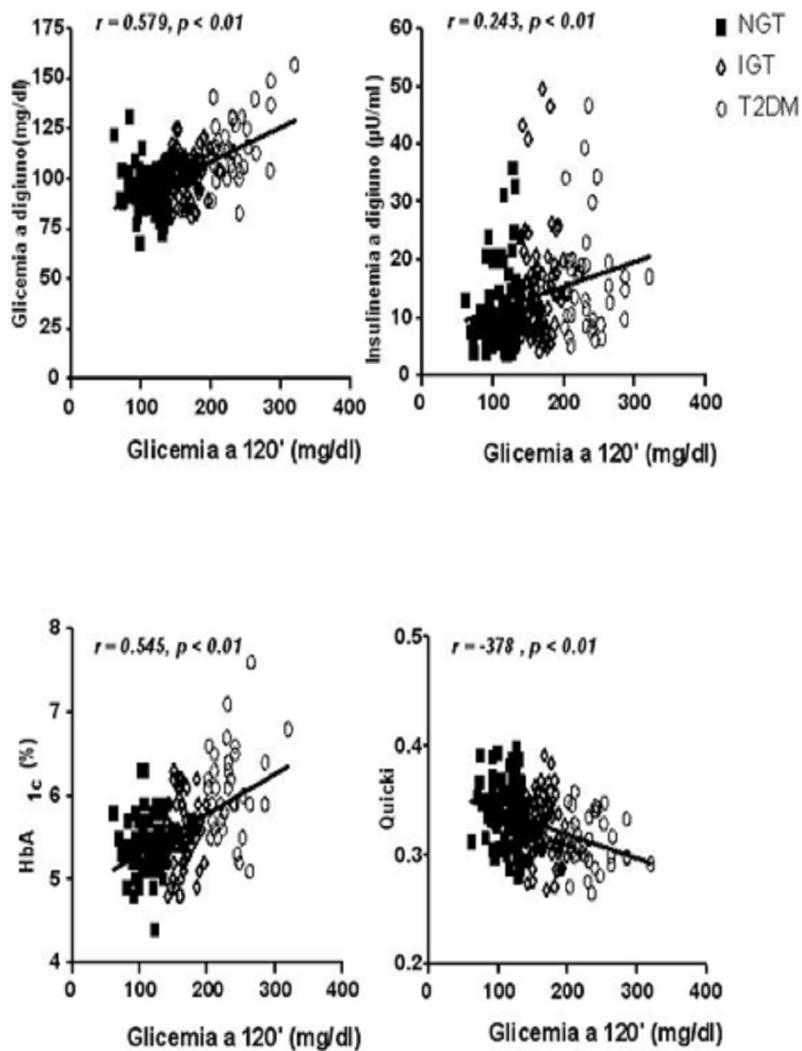 r = 0.579, p < 0.01
175
150
125
100
75
50
25
0
Glicemia a digiuno(mg/dl)
0 100 200 300 400
Glicemia a 120' (mg/dl)
r = 0.243, p < 0.01
60
50
40
30
20
10
0
Insulinemia a digiuno (µU/ml)
0 100 200 300 400
Glicemia a 120' (mg/dl)
NGT
IGT
T2DM
r = 0.545, p < 0.01
8
7
6
5
4
HbA 1c (%)
0 100 200 300 400
Glicemia a 120' (mg/dl)
r = -378 , p < 0.01
0.5
0.4
0.3
0.2
Quicki
0 100 200 300 400
Glicemia a 120' (mg/dl)